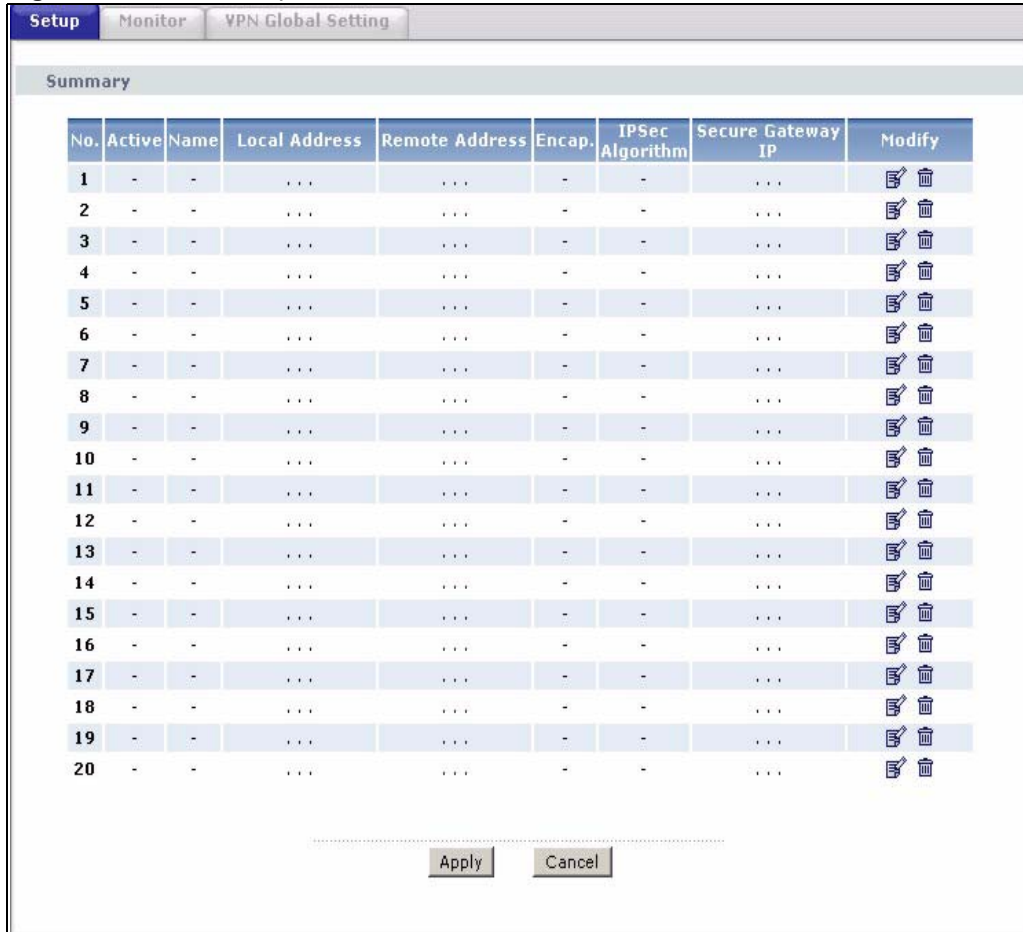 Setup Monitor VPN Global Setting
Summary
No. Active Name Local Address Remote Address Encap. IPSec Algorithm Secure Gateway IP Modify
1 - - ... ... - - ...
2 - - ... ... - - ...
3 - - ... ... - - ...
4 - - ... ... - - ...
5 - - ... ... - - ...
6 - - ... ... - - ...
7 - - ... ... - - ...
8 - - ... ... - - ...
9 - - ... ... - - ...
10 - - ... ... - - ...
11 - - ... ... - - ...
12 - - ... ... - - ...
13 - - ... ... - - ...
14 - - ... ... - - ...
15 - - ... ... - - ...
16 - - ... ... - - ...
17 - - ... ... - - ...
18 - - ... ... - - ...
19 - - ... ... - - ...
20 - - ... ... - - ...
Apply Cancel